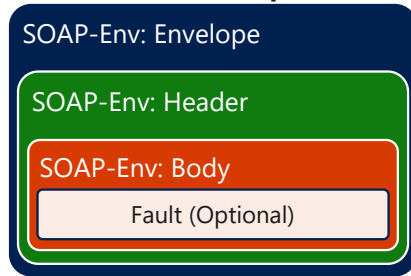 SOAP-Env: Envelope
SOAP-Env: Header
SOAP-Env: Body
Fault (Optional)